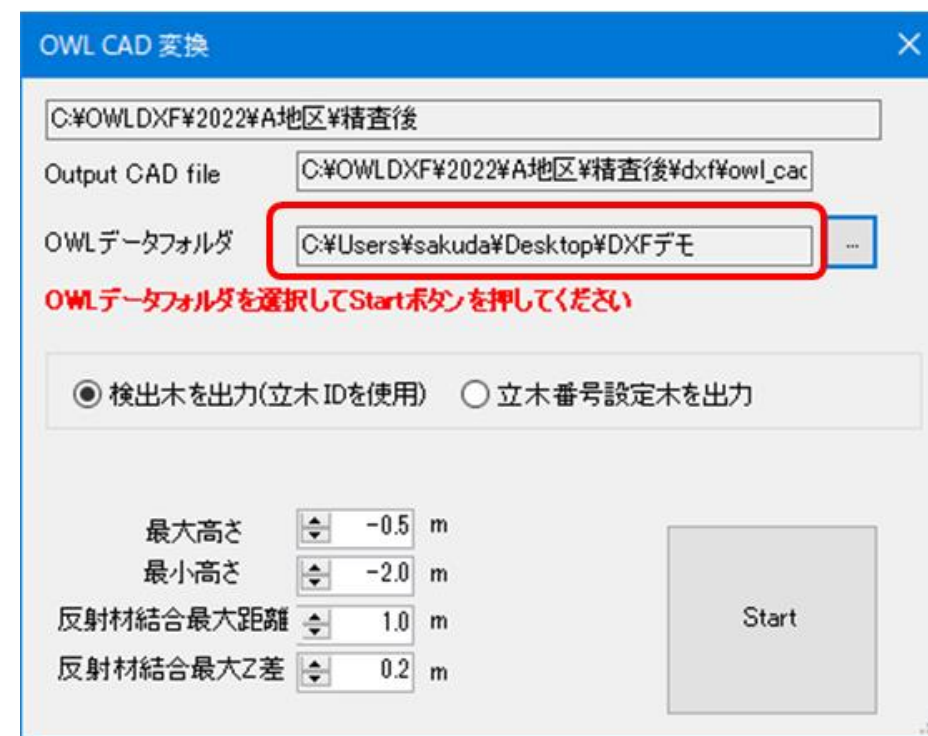 OWL CAD 変換
C:¥OWLDXF¥2022¥A地区¥精査後
Output CAD file C:¥OWLDXF¥2022¥A地区¥精査後¥dxf¥owl_cac
OWLデータフォルダ C:¥Users¥sakuda¥Desktop¥DXFデモ ...
OWLデータフォルダを選択してStartボタンを押してください
検出木を出力(立木IDを使用) 立木番号設定木を出力
最大高さ -0.5 m
最小高さ -2.0 m
反射材結合最大距離 1.0 m
反射材結合最大Z差 0.2 m
Start